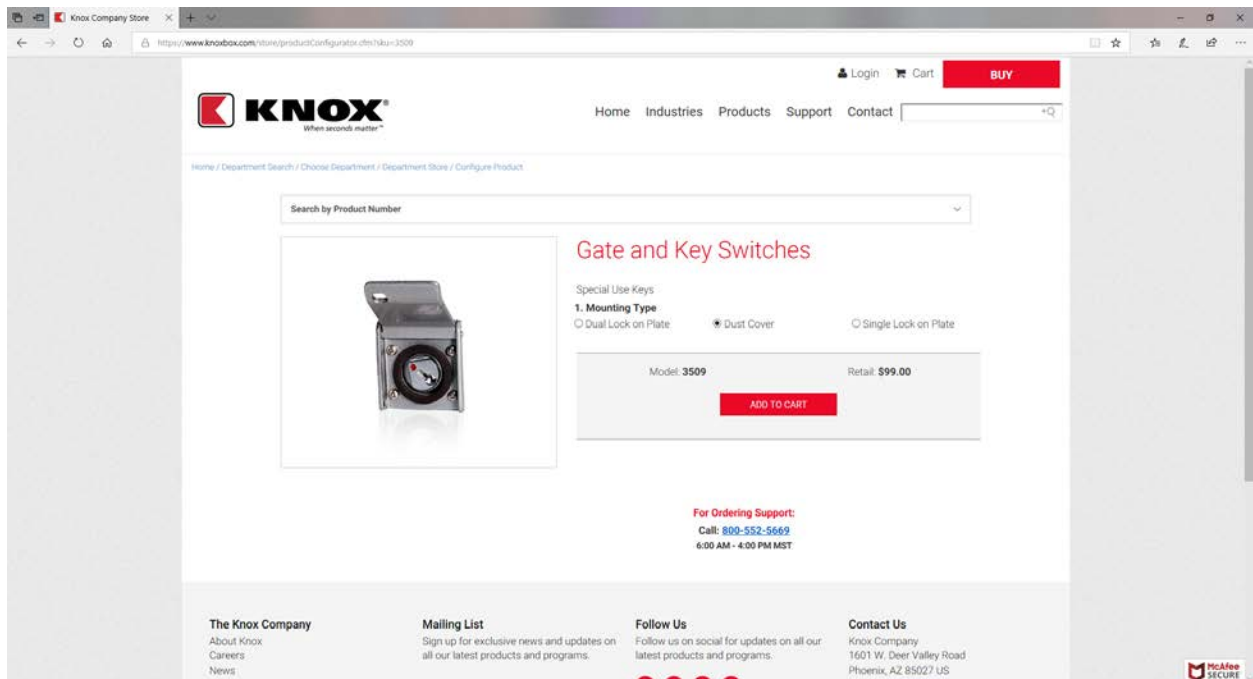 Knox Company Store
https://www.knoxbox.com/store/productConfigurator.cfm?sku=3509
Login Cart BUY
KNOX®
When seconds matter™
Home Industries Products Support Contact
Home / Department Search / Choose Department / Department Store / Configure Product
Search by Product Number
Gate and Key Switches
Special Use Keys
1. Mounting Type
Dual Lock on Plate Dust Cover Single Lock on Plate
Model: 3509 Retail: $99.00
ADD TO CART
For Ordering Support:
Call: 800-552-5669
6:00 AM - 4:00 PM MST
The Knox Company Mailing List Follow Us Contact Us
About Knox Sign up for exclusive news and updates on Follow us on social for updates on all our Knox Company
Careers all our latest products and programs. latest products and programs. 1601 W. Deer Valley Road
News Phoenix, AZ 85027 US
McAfee
SECURE